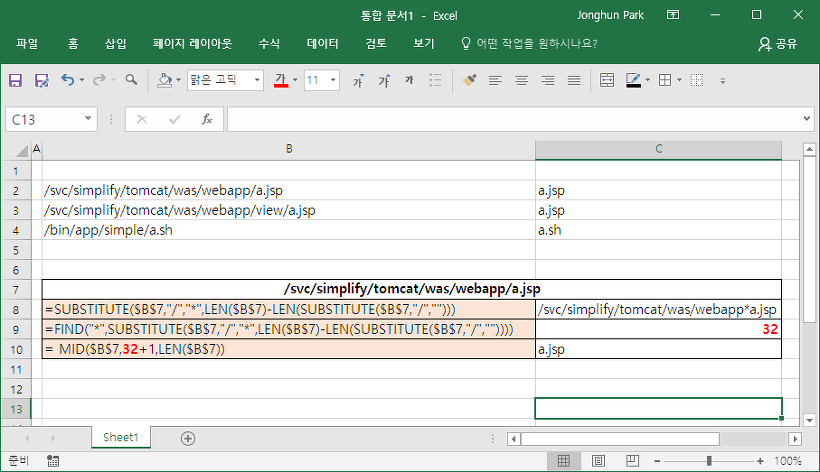 통합 문서1 - Excel
Jonghun Park
파일 홈 삽입 페이지 레이아웃 수식 데이터 검토 보기 어떤 작업을 원하시나요? 공유
맑은 고딕 가 11 가 가 가
C13 fx
A B C
1
2 /svc/simplify/tomcat/was/webapp/a.jsp a.jsp
3 /svc/simplify/tomcat/was/webapp/view/a.jsp a.jsp
4 /bin/app/simple/a.sh a.sh
5
6
7 /svc/simplify/tomcat/was/webapp/a.jsp
8 =SUBSTITUTE($B$7,"/","*",LEN($B$7)-LEN(SUBSTITUTE($B$7,"/",""))) /svc/simplify/tomcat/was/webapp*a.jsp
9 =FIND("*",SUBSTITUTE($B$7,"/","*",LEN($B$7)-LEN(SUBSTITUTE($B$7,"/","")))) 32
10 = MID($B$7,32+1,LEN($B$7)) a.jsp
11
12
13
Sheet1
준비 100%